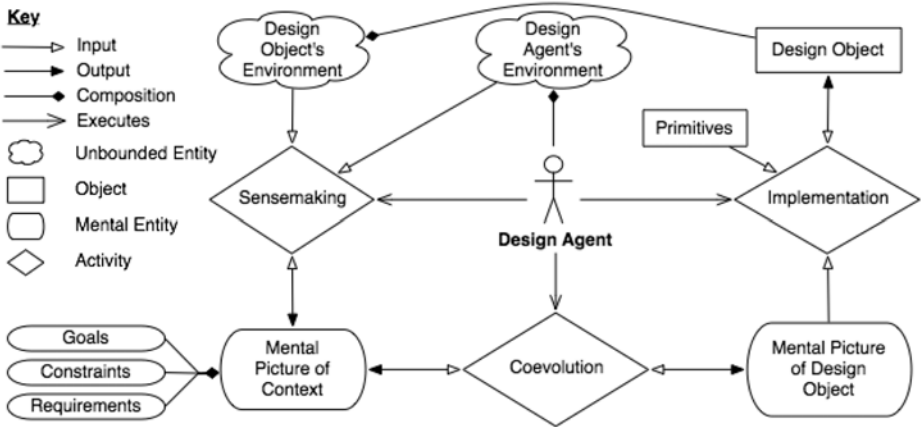 Key
Input
Output
Composition
Executes
Unbounded Entity
Object
Mental Entity
Activity
Design
Object's
Environment
Design
Agent's
Environment
Design Object
Primitives
Sensemaking
Implementation
Design Agent
Goals
Constraints
Requirements
Mental
Picture of
Context
Coevolution
Mental Picture
of Design
Object